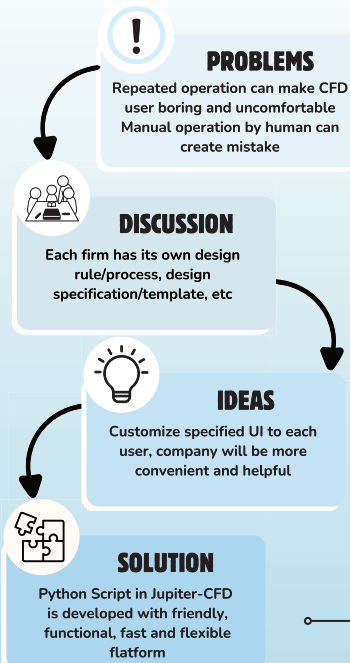 PROBLEMS
Repeated operation can make CFD
user boring and uncomfortable
Manual operation by human can
create mistake
DISCUSSION
Each firm has its own design
rule/process, design
specification/template, etc
IDEAS
Customize specified UI to each
user, company will be more
convenient and helpful
SOLUTION
Python Script in Jupiter-CFD
is developed with friendly,
functional, fast and flexible
flatform